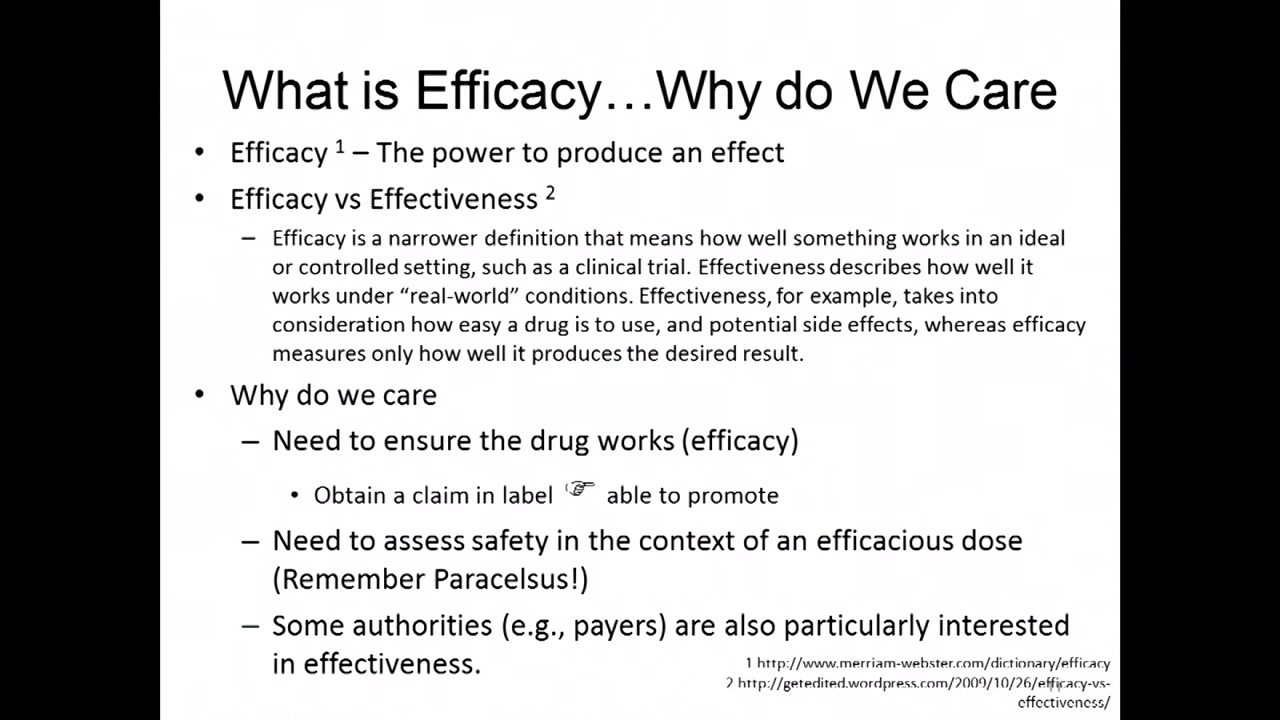 What is Efficacy…Why do We Care
• Efficacy ¹ – The power to produce an effect
• Efficacy vs Effectiveness ²
– Efficacy is a narrower definition that means how well something works in an ideal
or controlled setting, such as a clinical trial. Effectiveness describes how well it
works under “real-world” conditions. Effectiveness, for example, takes into
consideration how easy a drug is to use, and potential side effects, whereas efficacy
measures only how well it produces the desired result.
• Why do we care
– Need to ensure the drug works (efficacy)
• Obtain a claim in label ☞ able to promote
– Need to assess safety in the context of an efficacious dose
(Remember Paracelsus!)
– Some authorities (e.g., payers) are also particularly interested
in effectiveness.
1 http://www.merriam-webster.com/dictionary/efficacy
2 http://getedited.wordpress.com/2009/10/26/efficacy-vs-
effectiveness/